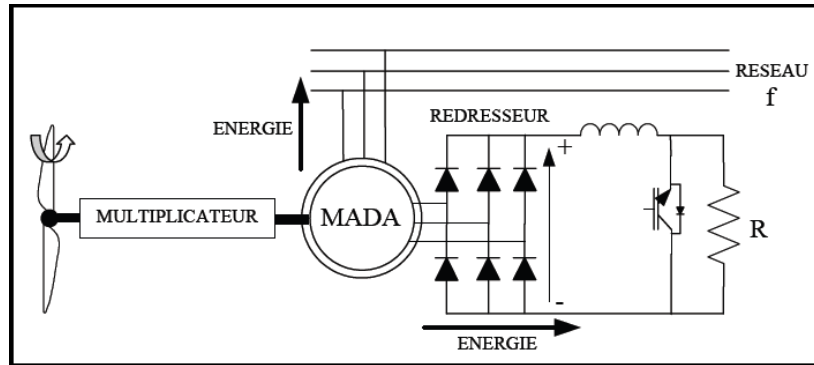 RESEAU
f
ENERGIE
REDRESSEUR
+
MULTIPLICATEUR
MADA
R
-
ENERGIE